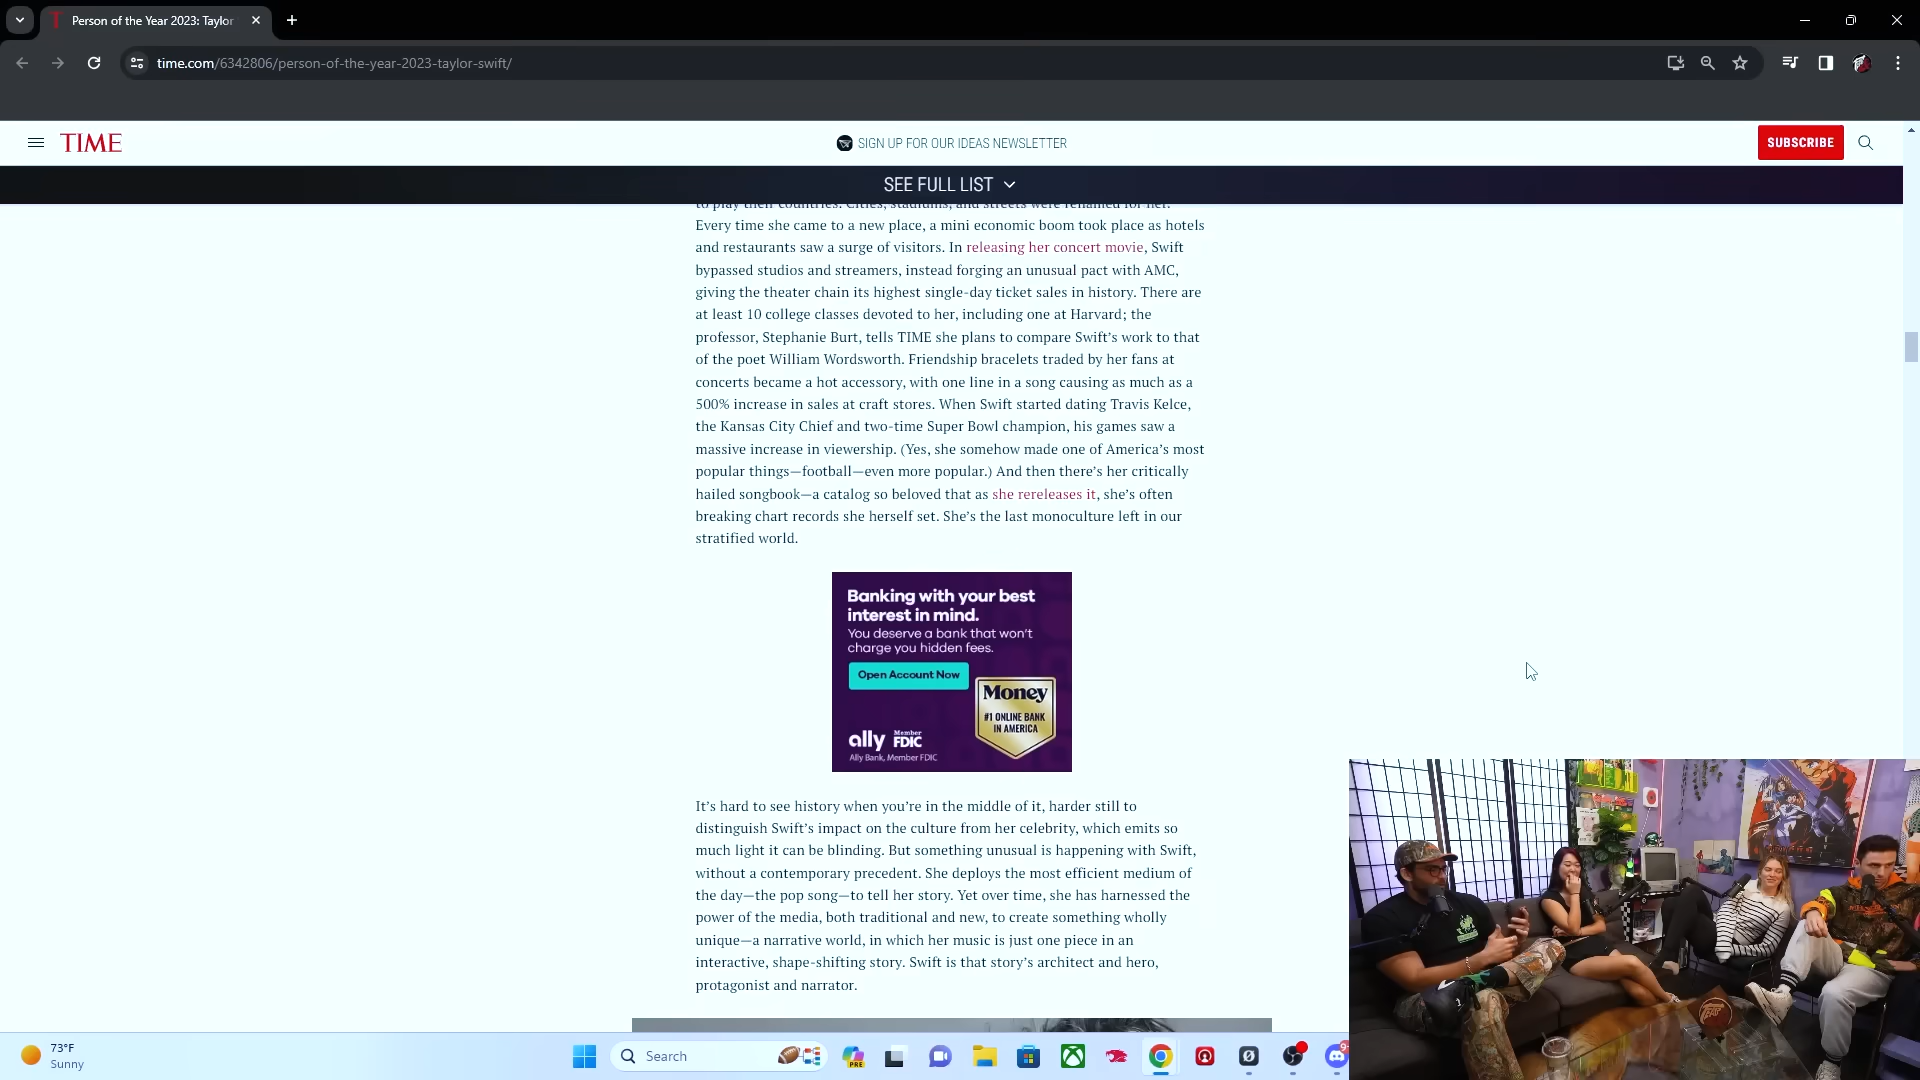 Person of the Year 2023: Taylor
time.com/6342806/person-of-the-year-2023-taylor-swift/
TIME
SIGN UP FOR OUR IDEAS NEWSLETTER
SUBSCRIBE
SEE FULL LIST
to play their countries. Cities, stadiums, and streets were renamed for her.
Every time she came to a new place, a mini economic boom took place as hotels
and restaurants saw a surge of visitors. In releasing her concert movie, Swift
bypassed studios and streamers, instead forging an unusual pact with AMC,
giving the theater chain its highest single-day ticket sales in history. There are
at least 10 college classes devoted to her, including one at Harvard; the
professor, Stephanie Burt, tells TIME she plans to compare Swift’s work to that
of the poet William Wordsworth. Friendship bracelets traded by her fans at
concerts became a hot accessory, with one line in a song causing as much as a
500% increase in sales at craft stores. When Swift started dating Travis Kelce,
the Kansas City Chief and two-time Super Bowl champion, his games saw a
massive increase in viewership. (Yes, she somehow made one of America’s most
popular things—football—even more popular.) And then there’s her critically
hailed songbook—a catalog so beloved that as she rereleases it, she’s often
breaking chart records she herself set. She’s the last monoculture left in our
stratified world.
Banking with your best
interest in mind.
You deserve a bank that won’t
charge you hidden fees.
Open Account Now
Money
#1 ONLINE BANK
IN AMERICA
ally Member
FDIC
Ally Bank, Member FDIC
It’s hard to see history when you’re in the middle of it, harder still to
distinguish Swift’s impact on the culture from her celebrity, which emits so
much light it can be blinding. But something unusual is happening with Swift,
without a contemporary precedent. She deploys the most efficient medium of
the day—the pop song—to tell her story. Yet over time, she has harnessed the
power of the media, both traditional and new, to create something wholly
unique—a narrative world, in which her music is just one piece in an
interactive, shape-shifting story. Swift is that story’s architect and hero,
protagonist and narrator.
73°F
Sunny
Search
PRE